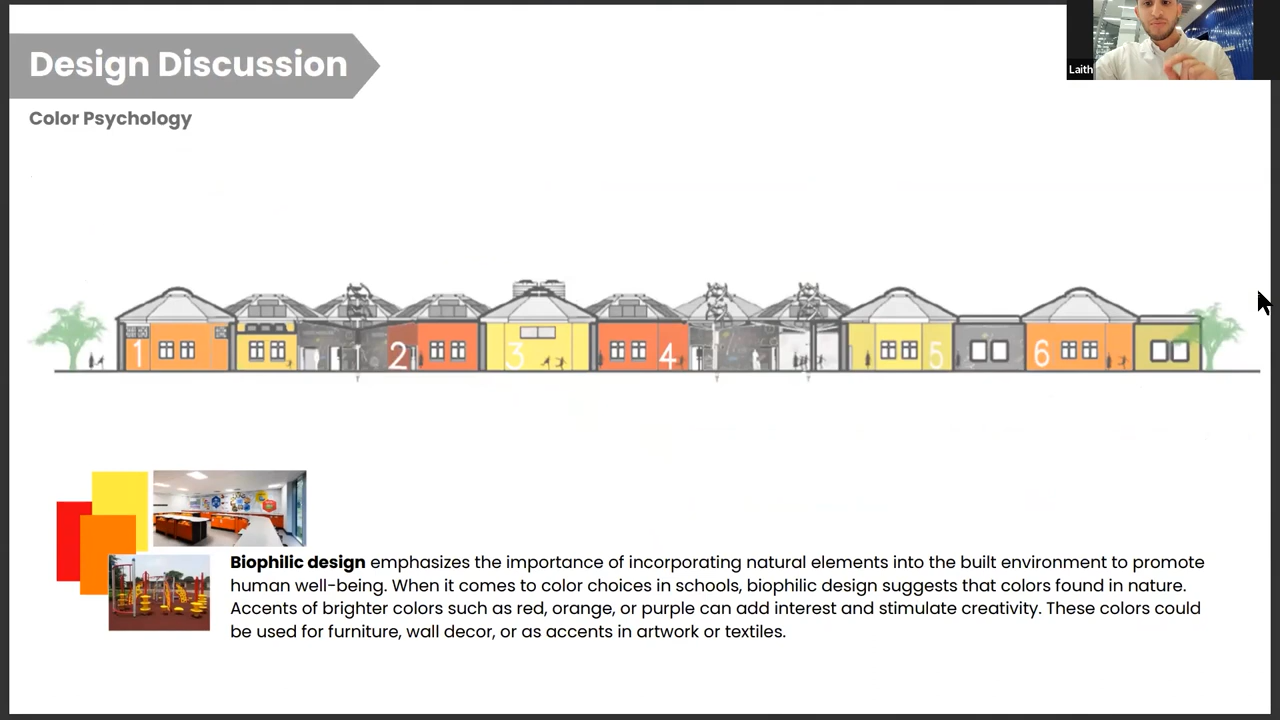 Design Discussion
Laith
Color Psychology
1 2 3 4 5 6
Biophilic design emphasizes the importance of incorporating natural elements into the built environment to promote
human well-being. When it comes to color choices in schools, biophilic design suggests that colors found in nature.
Accents of brighter colors such as red, orange, or purple can add interest and stimulate creativity. These colors could
be used for furniture, wall decor, or as accents in artwork or textiles.